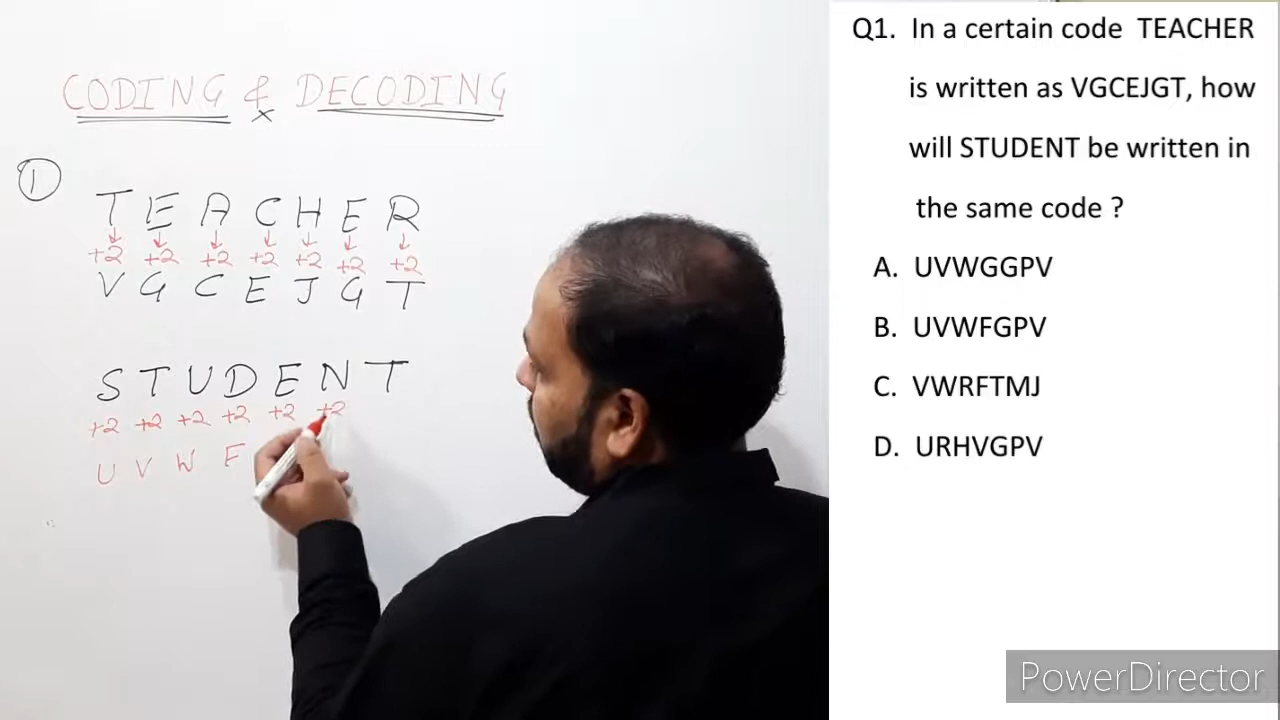 CODING & DECODING
1
T E A C H E R
+2 +2 +2 +2 +2 +2 +2
V G C E J G T
S T U D E N T
+2 +2 +2 +2 +2 +2
U V W F
Q1. In a certain code TEACHER
is written as VGCEJGT, how
will STUDENT be written in
the same code ?
A. UVWGGPV
B. UVWFGPV
C. VWRFTMJ
D. URHVGPV
PowerDirector